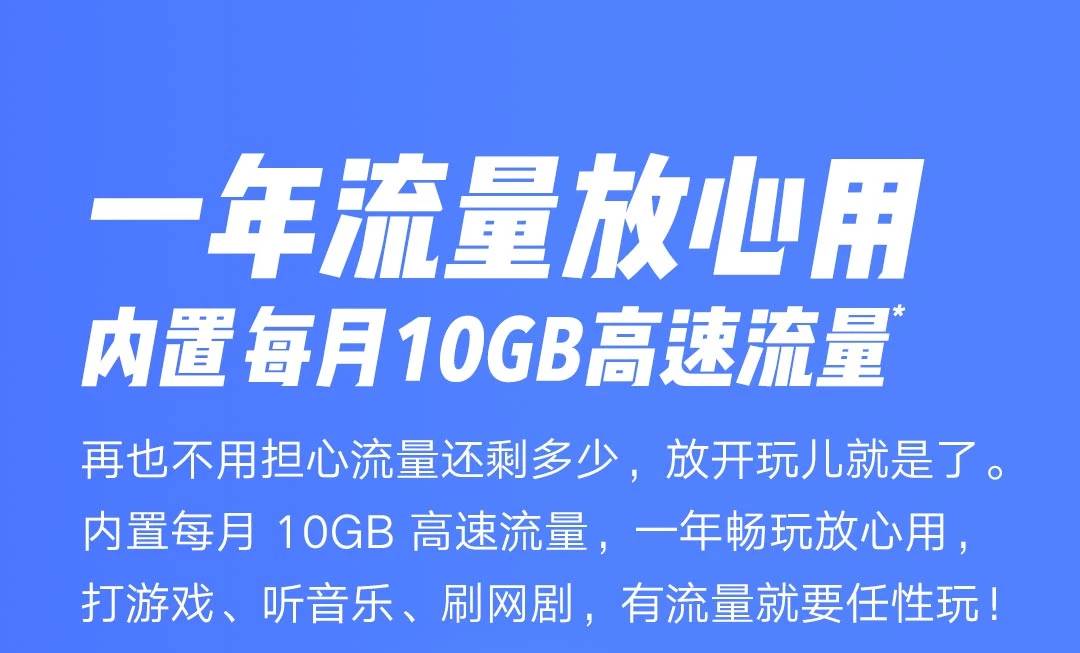 一年流量放心用
内置每月10GB高速流量*
再也不用担心流量还剩多少，放开玩儿就是了。
内置每月 10GB 高速流量，一年畅玩放心用，
打游戏、听音乐、刷网剧，有流量就要任性玩！